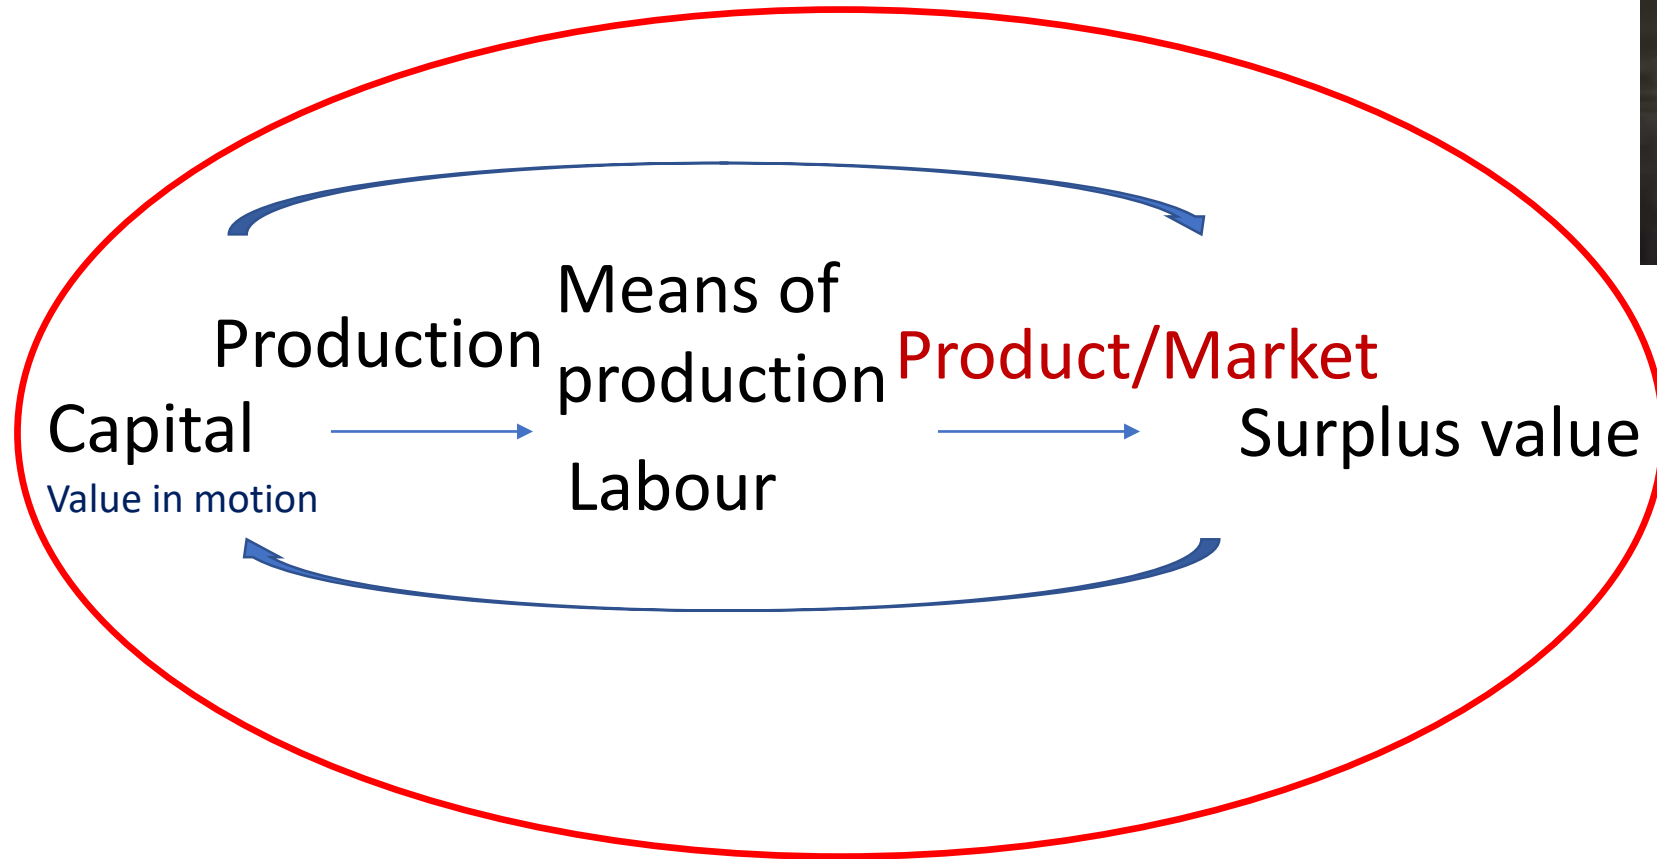 Means of
Production
production
Product/Market
Capital
Surplus value
Labour
Value in motion